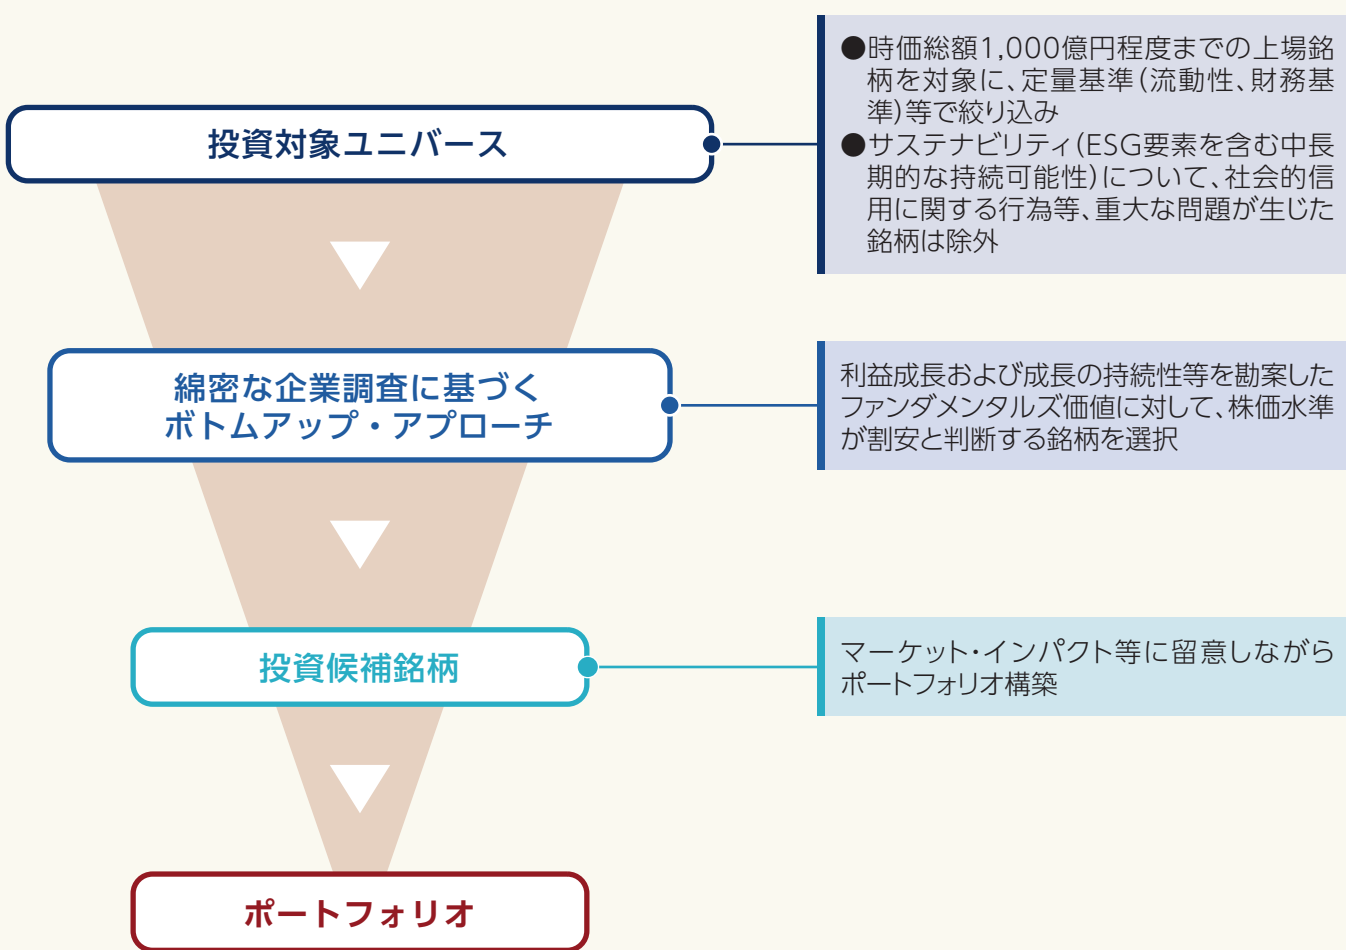 投資対象ユニバース
●時価総額1,000億円程度までの上場銘
柄を対象に、定量基準(流動性、財務基
準)等で絞り込み
●サステナビリティ(ESG要素を含む中長
期的な持続可能性)について、社会的信
用に関する行為等、重大な問題が生じた
銘柄は除外
綿密な企業調査に基づく
ボトムアップ・アプローチ
利益成長および成長の持続性等を勘案した
ファンダメンタルズ価値に対して、株価水準
が割安と判断する銘柄を選択
投資候補銘柄
マーケット・インパクト等に留意しながら
ポートフォリオ構築
ポートフォリオ